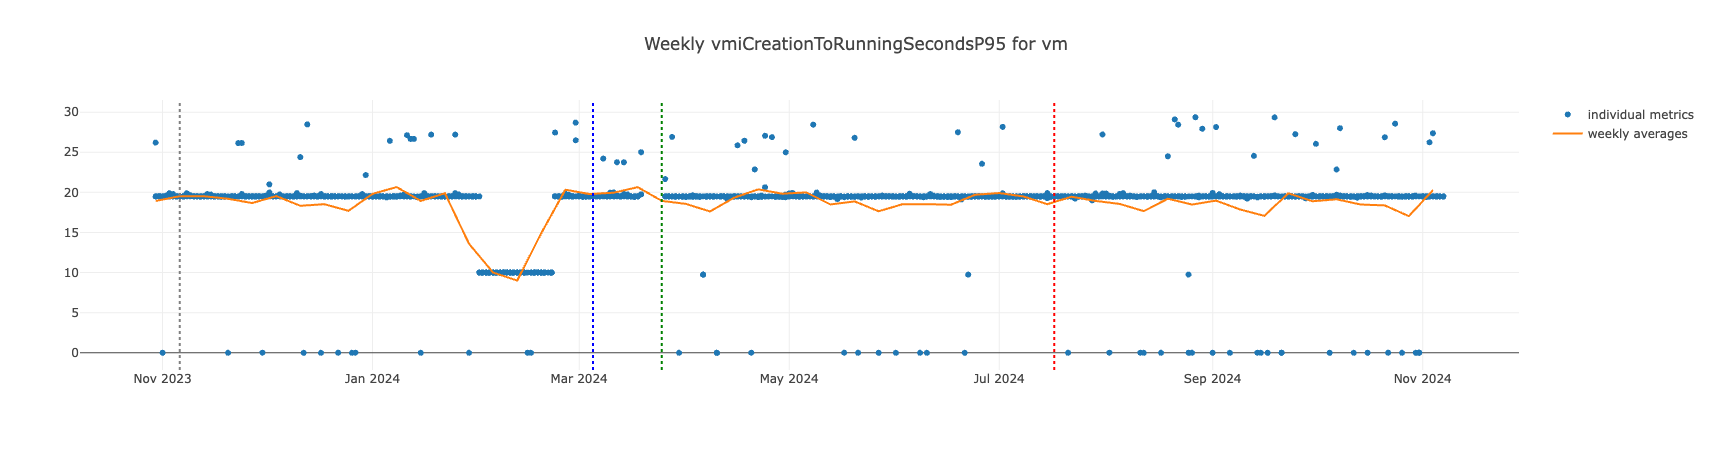 Weekly vmiCreationToRunningSecondsP95 for vm
individual metrics
weekly averages
30
25
20
15
10
5
0
Nov 2023
Jan 2024
Mar 2024
May 2024
Jul 2024
Sep 2024
Nov 2024